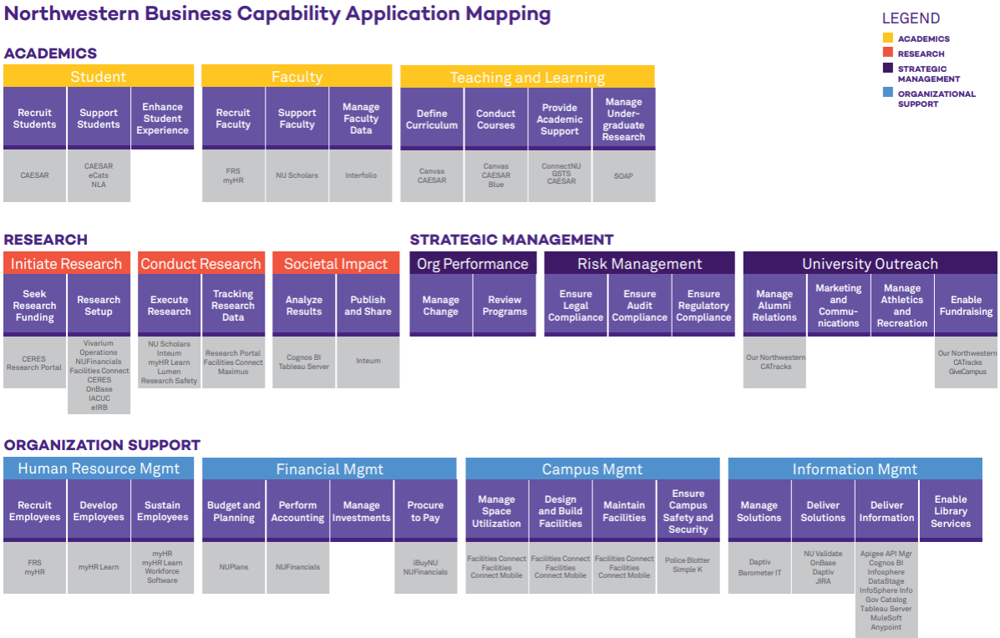 Northwestern Business Capability Application Mapping
LEGEND
ACADEMICS
RESEARCH
STRATEGIC
MANAGEMENT
ORGANIZATIONAL
SUPPORT
ACADEMICS
Student
Recruit
Students
CAESAR
Support
Students
CAESAR
eCats
NLA
Enhance
Student
Experience
Faculty
Recruit
Faculty
FRS
myHR
Support
Faculty
NU Scholars
Manage
Faculty
Data
Interfolio
Teaching and Learning
Define
Curriculum
Canvas
CAESAR
Conduct
Courses
Canvas
CAESAR
Blue
Provide
Academic
Support
ConnectNU
GSTS
CAESAR
Manage
Under-
graduate
Research
SOAP
RESEARCH
Initiate Research
Seek
Research
Funding
CERES
Research Portal
Research
Setup
Vivarium
Operations
NUFinancials
Facilities Connect
CERES
OnBase
IACUC
eIRB
Conduct Research
Execute
Research
NU Scholars
Inteum
myHR Learn
Lumen
Research Safety
Tracking
Research
Data
Research Portal
Facilities Connect
Maximus
Societal Impact
Analyze
Results
Cognos BI
Tableau Server
Publish
and Share
Inteum
STRATEGIC MANAGEMENT
Org Performance
Manage
Change
Review
Programs
Risk Management
Ensure
Legal
Compliance
Ensure
Audit
Compliance
Ensure
Regulatory
Compliance
University Outreach
Manage
Alumni
Relations
Our Northwestern
CATracks
Marketing
and
Commu-
nications
Manage
Athletics
and
Recreation
Enable
Fundraising
Our Northwestern
CATracks
GiveCampus
ORGANIZATION SUPPORT
Human Resource Mgmt
Recruit
Employees
FRS
myHR
Develop
Employees
myHR Learn
Sustain
Employees
myHR
myHR Learn
Workforce
Software
Financial Mgmt
Budget and
Planning
NUPlans
Perform
Accounting
NUFinancials
Manage
Investments
Procure
to Pay
iBuyNU
NUFinancials
Campus Mgmt
Manage
Space
Utilization
Facilities Connect
Facilities
Connect Mobile
Design
and Build
Facilities
Facilities Connect
Facilities
Connect Mobile
Maintain
Facilities
Facilities Connect
Facilities
Connect Mobile
Ensure
Campus
Safety and
Security
Police Blotter
Simple K
Information Mgmt
Manage
Solutions
Daptiv
Barometer IT
Deliver
Solutions
NU Validate
OnBase
Daptiv
JIRA
Deliver
Information
Apigee API Mgr
Cognos BI
Infosphere
DataStage
InfoSphere Info
Gov Catalog
Tableau Server
MuleSoft
Anypoint
Enable
Library
Services